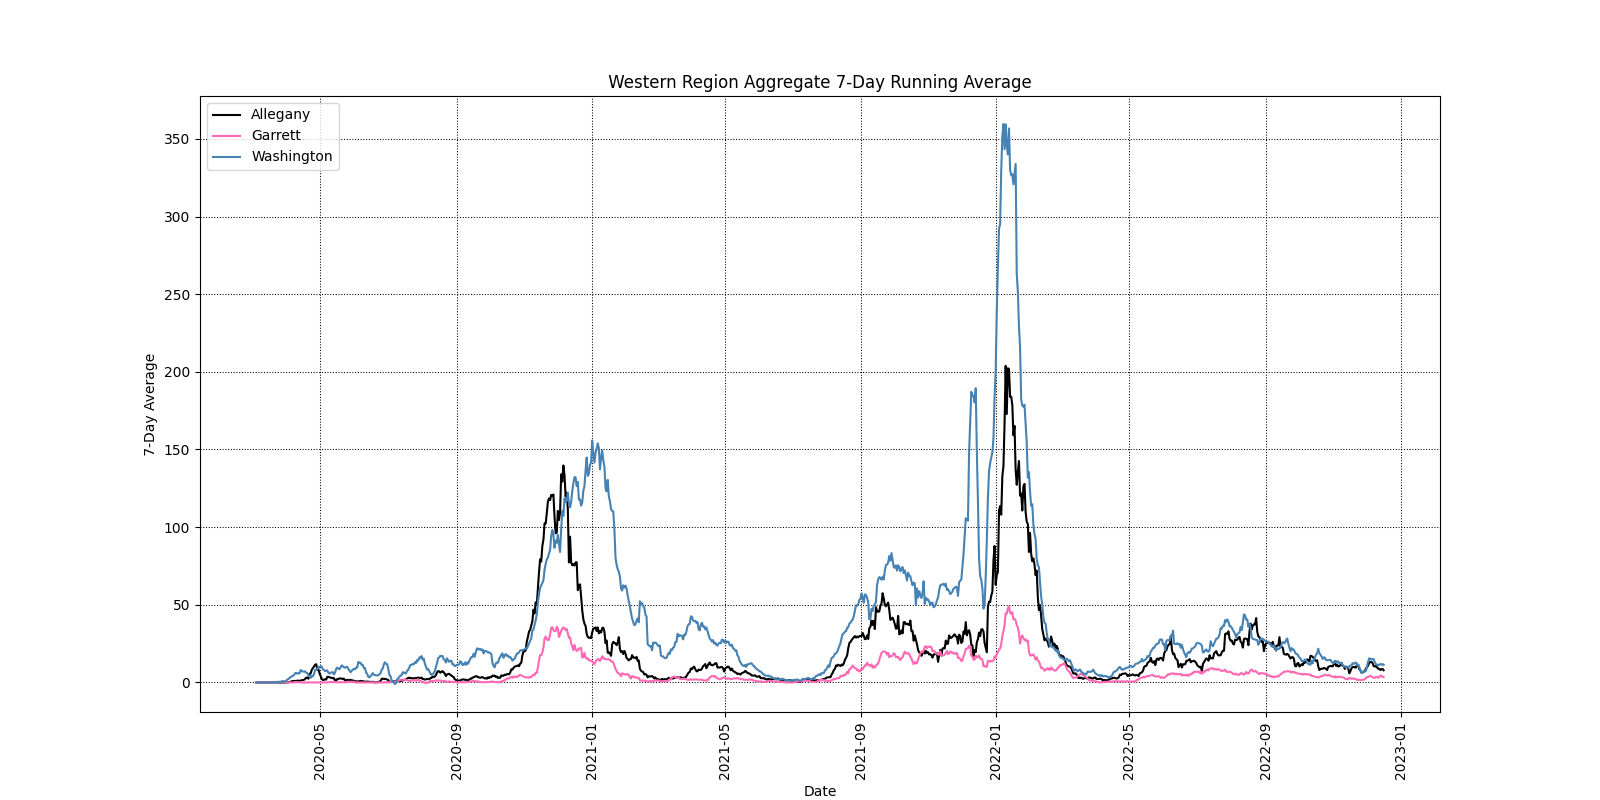 Western Region Aggregate 7-Day Running Average
Allegany
Garrett
Washington
7-Day Average
350
300
250
200
150
100
50
0
2020-05
2020-09
2021-01
2021-05
2021-09
2022-01
2022-05
2022-09
2023-01
Date